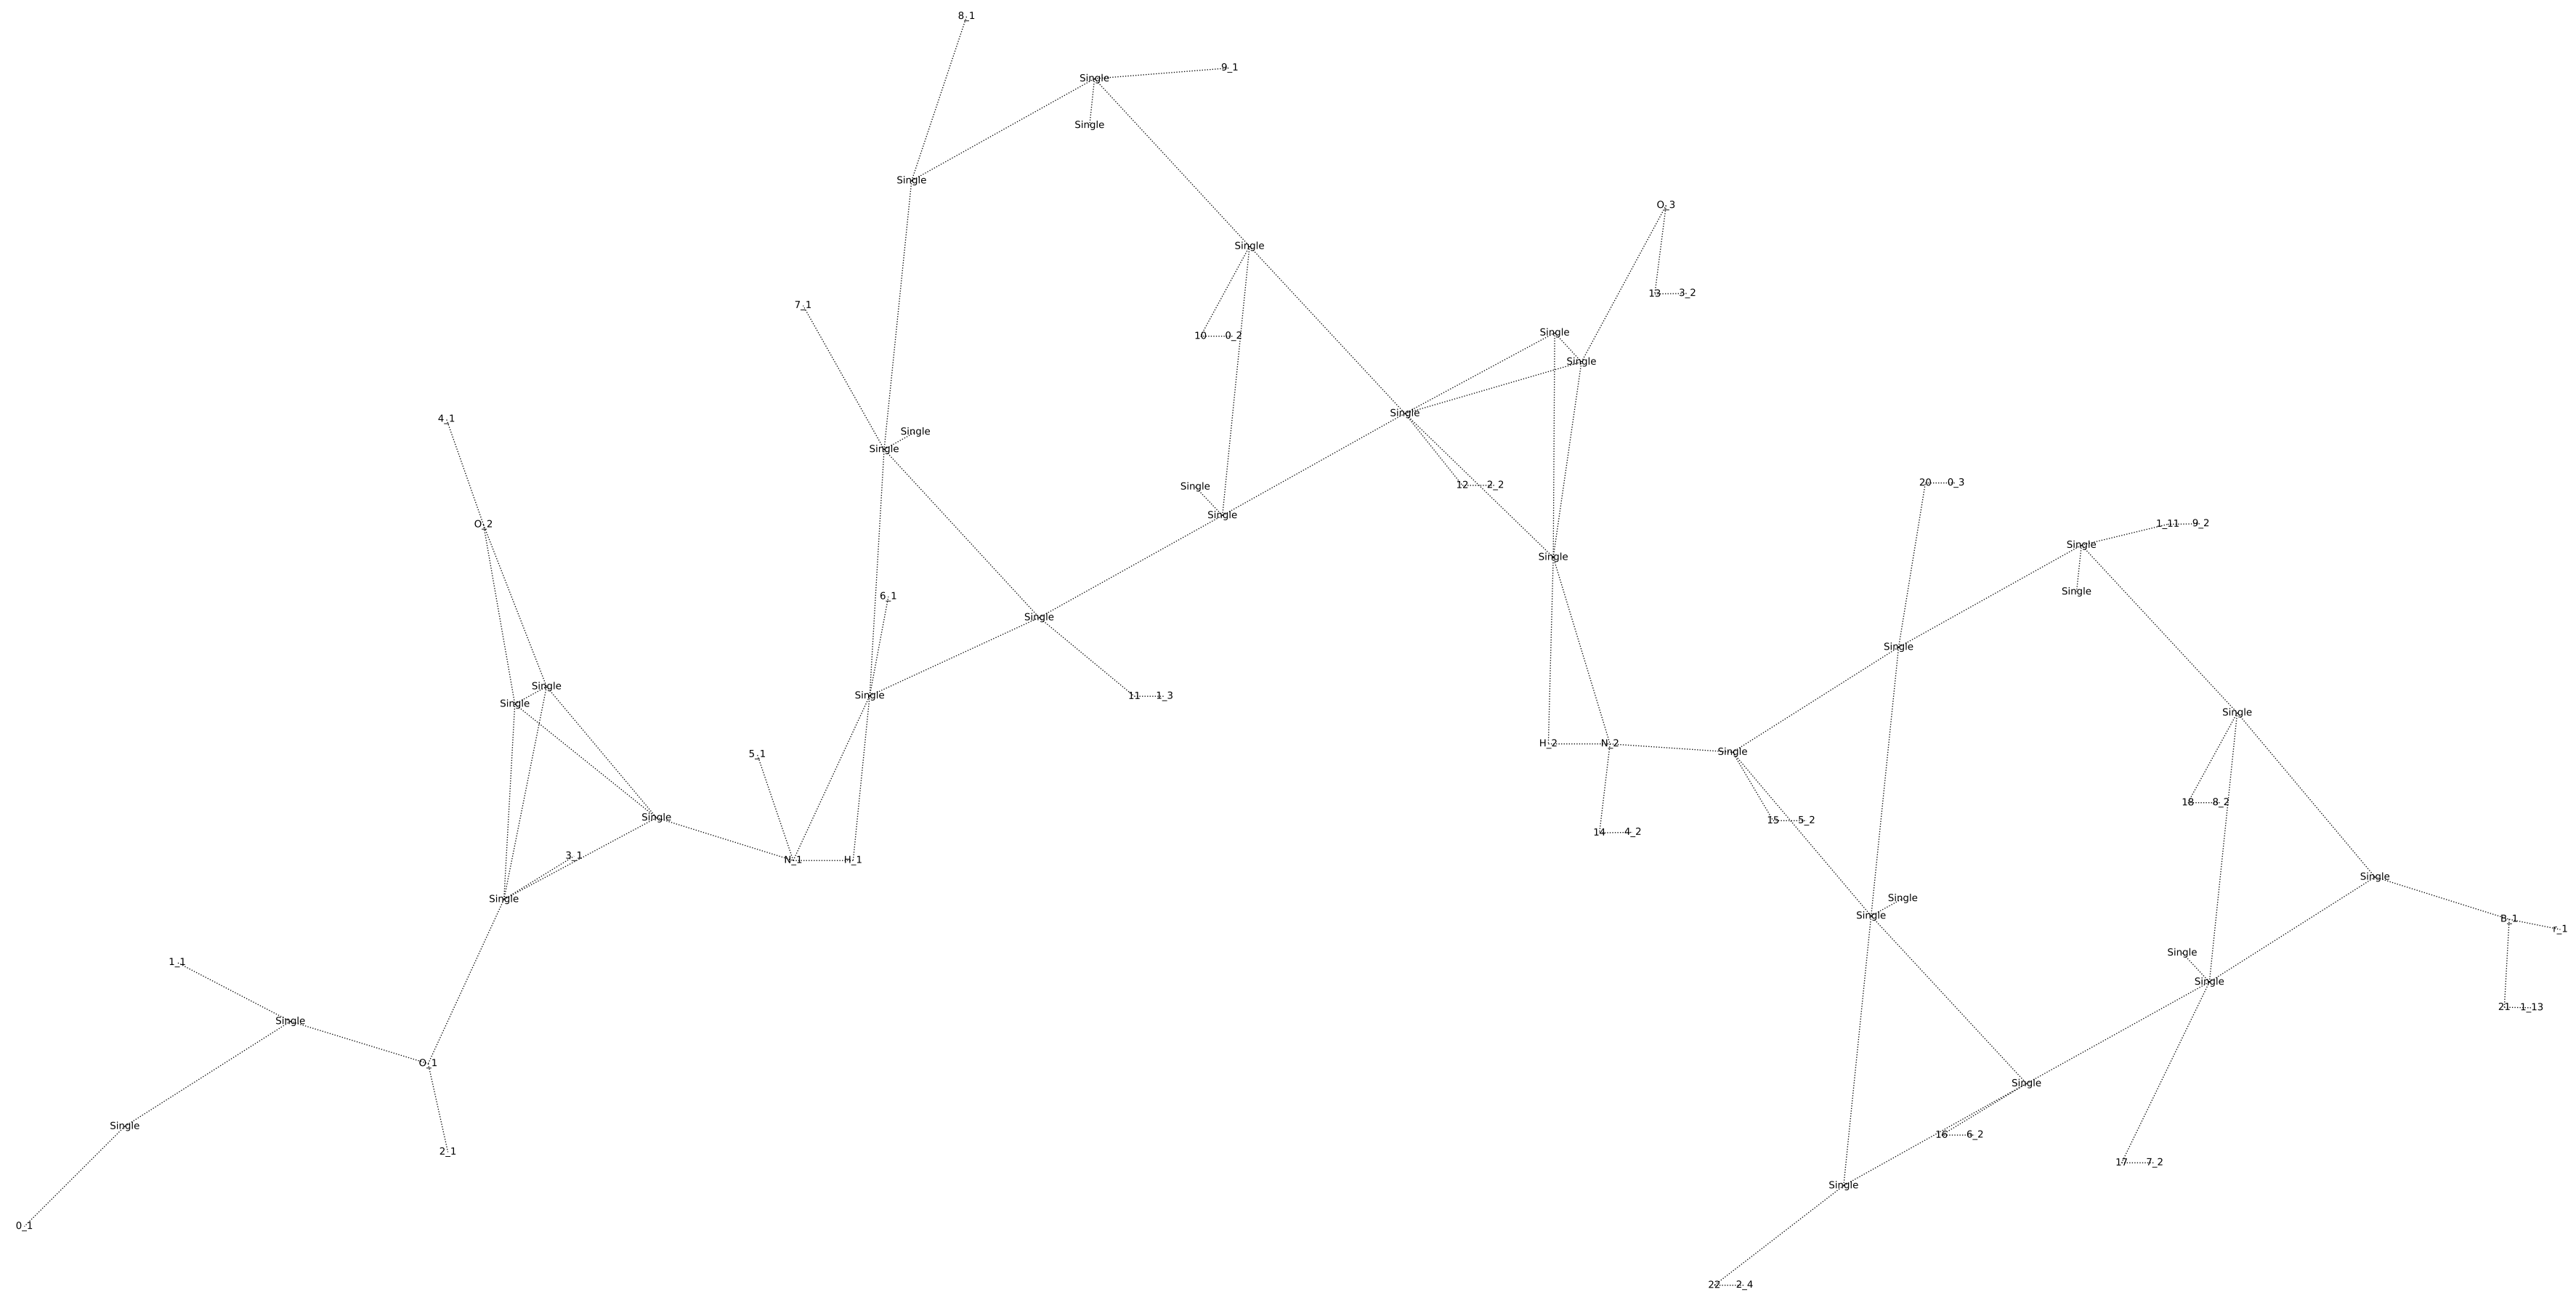 8_1
9_1
Single
Single
Single
O_3
Single
13 3_2
7_1
Single
10 0_2
Single
Single
4_1
Single
Single
20 0_3
12 2_2
Single
Single
1_11 9_2
O_2
Single
Single
Single
6_1
Single
Single
Single
11 1_3
Single
Single
Single
H_2 N_2
Single
5_1
18 8_2
Single
15 5_2
14 4_2
3_1
N_1 H_1
Single
Single
Single
Single
B_1
r_1
Single
1_1
Single
21 1_13
Single
O_1
Single
Single
16 6_2
2_1
17 7_2
Single
0_1
22 2_4